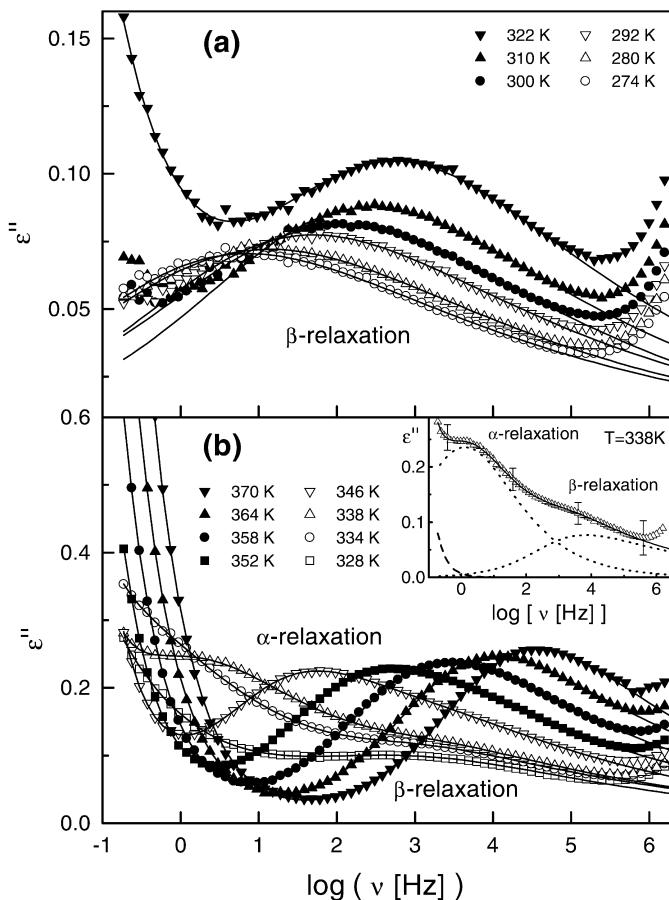 0.15
(a)
322 K
292 K
310 K
280 K
300 K
274 K
0.10
ε''
0.05
β-relaxation
0.6
(b)
ε''
α-relaxation
T=338K
370 K
346 K
0.2
364 K
338 K
β-relaxation
358 K
334 K
0.1
352 K
328 K
0.4
0.0
0
2
4
6
log [ ν [Hz] ]
α-relaxation
ε''
0.2
β-relaxation
0.0
-1
0
1
2
3
4
5
6
log ( ν [Hz] )